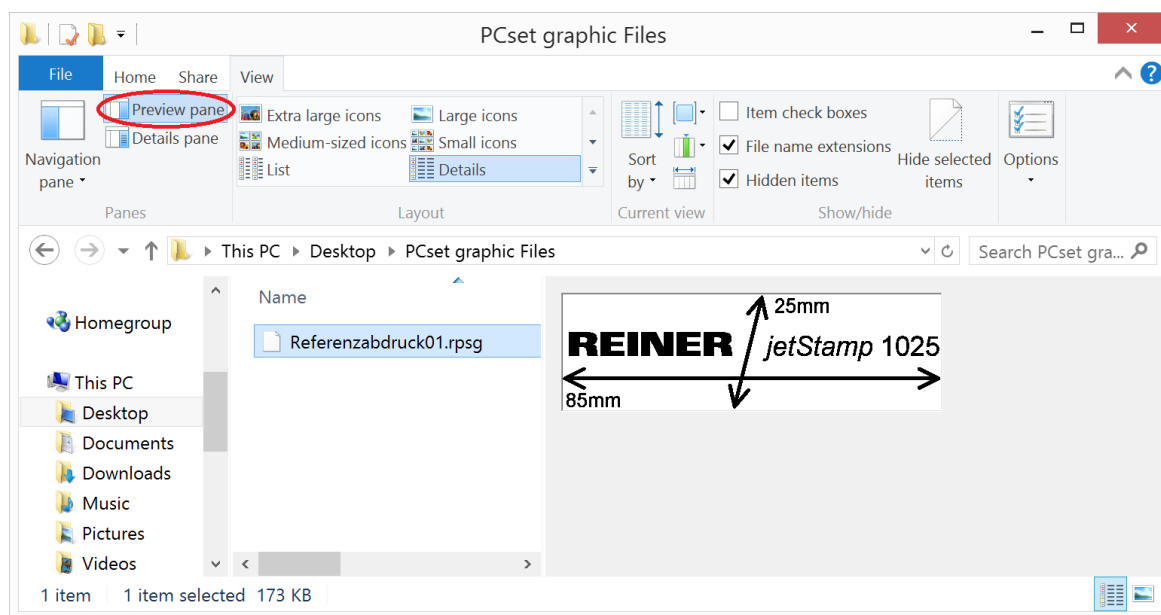 PCset graphic Files
File Home Share View
Navigation pane
Preview pane
Details pane
Panes
Extra large icons Large icons
Medium-sized icons Small icons
List Details
Layout
Sort by
Current view
Item check boxes
File name extensions
Hidden items
Hide selected items
Show/hide
Options
This PC Desktop PCset graphic Files
Search PCset gra...
Homegroup
This PC
Desktop
Documents
Downloads
Music
Pictures
Videos
Name
Referenzabdruck01.rpsg
25mm
REINER jetStamp 1025
85mm
1 item 1 item selected 173 KB